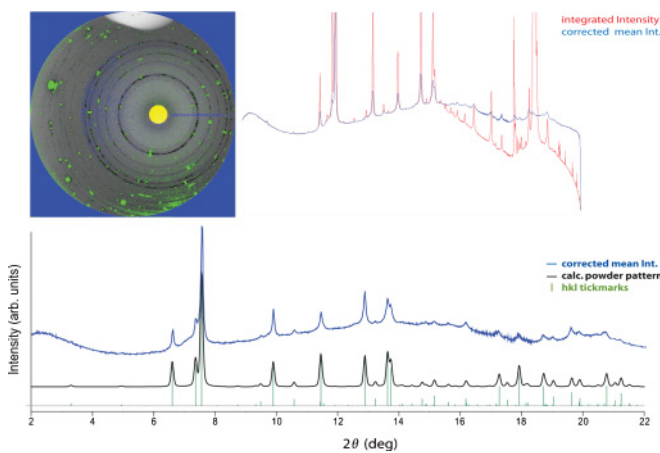 integrated Intensity
corrected mean Int.
corrected mean Int.
calc. powder pattern
hkl tickmarks
Intensity (arb. units)
2 4 6 8 10 12 14 16 18 20 22
2θ (deg)